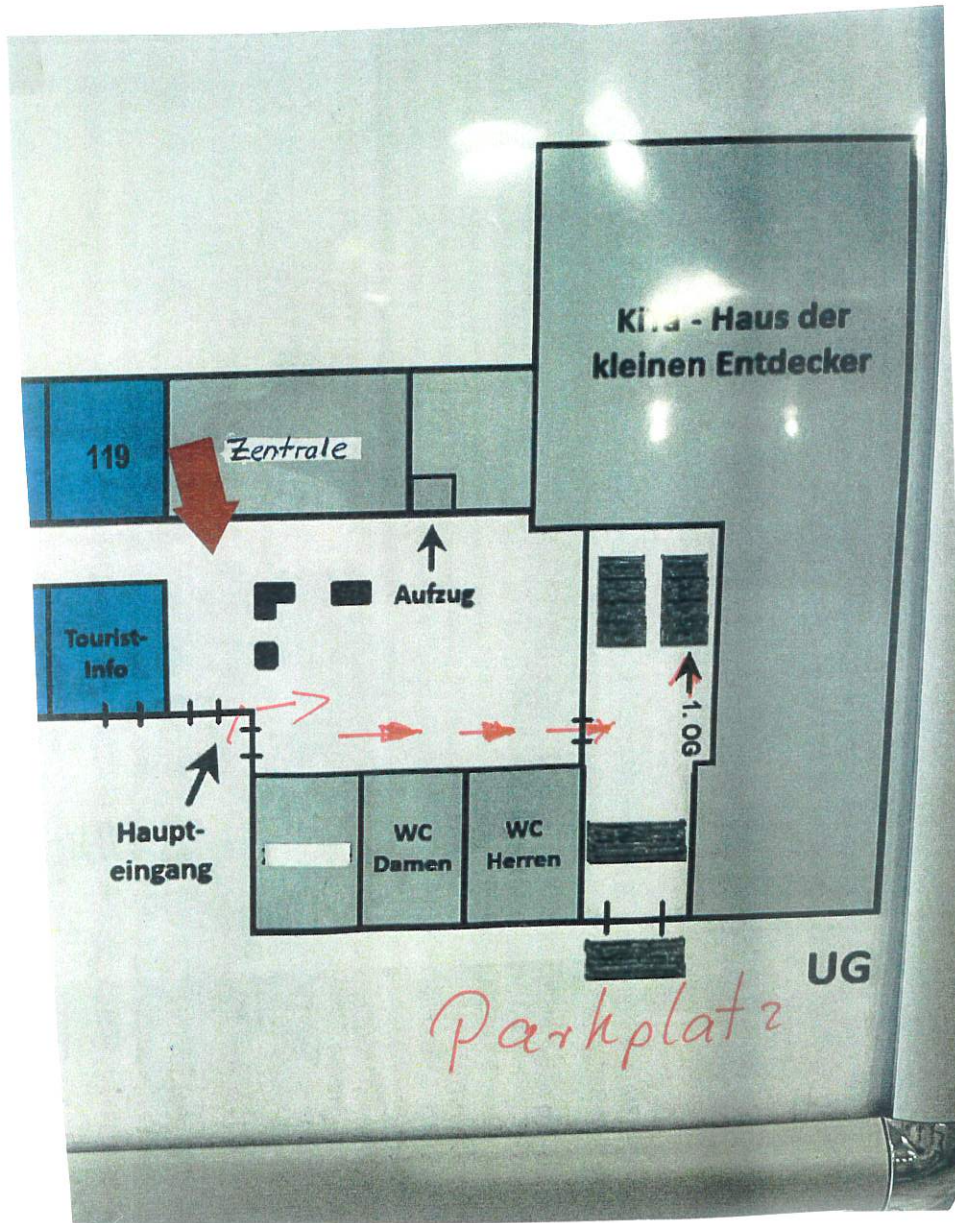 Kita - Haus der
kleinen Entdecker
119
Zentrale
Aufzug
Tourist-
Info
1. OG
Haupt-
eingang
WC
Damen
WC
Herren
UG
Parkplatz